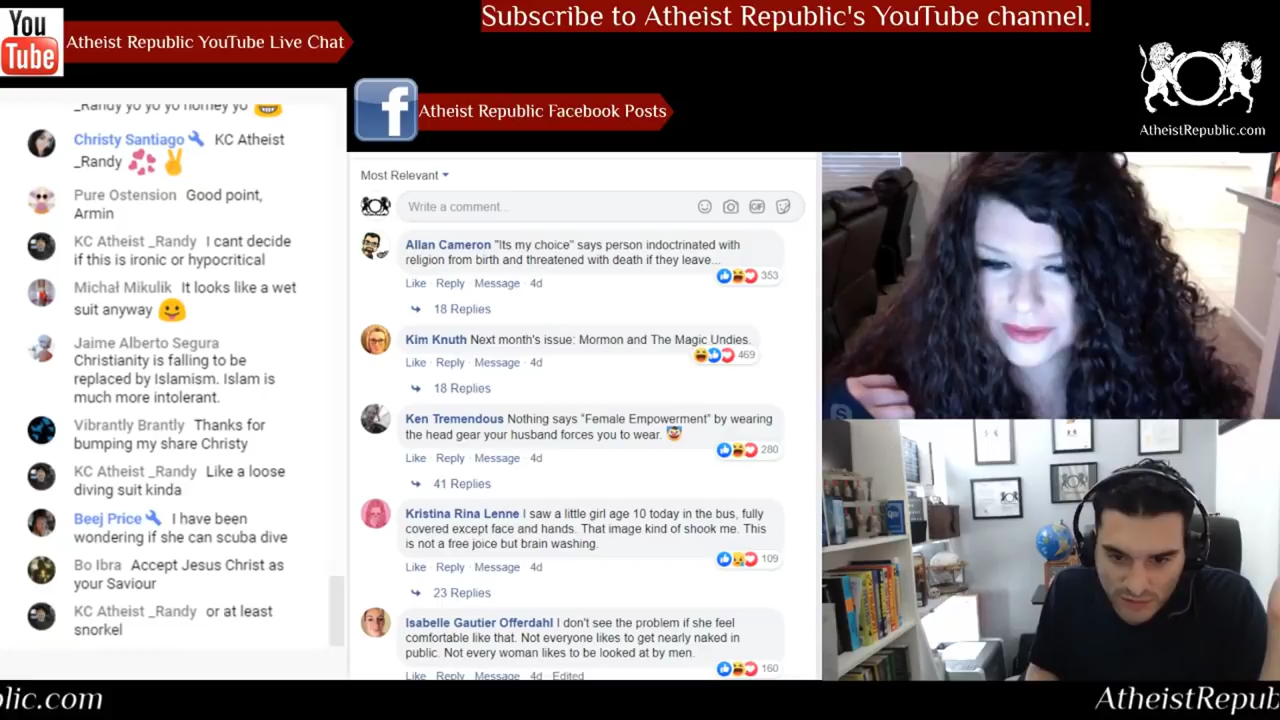 Subscribe to Atheist Republic's YouTube channel.
You
Tube
Atheist Republic YouTube Live Chat
AtheistRepublic.com
f
Atheist Republic Facebook Posts
_Randy yo yo yo homey yo
Christy Santiago KC Atheist
_Randy
Pure Ostension Good point,
Armin
KC Atheist _Randy I cant decide
if this is ironic or hypocritical
Michał Mikulik It looks like a wet
suit anyway
Jaime Alberto Segura
Christianity is falling to be
replaced by Islamism. Islam is
much more intolerant.
Vibrantly Brantly Thanks for
bumping my share Christy
KC Atheist _Randy Like a loose
diving suit kinda
Beej Price I have been
wondering if she can scuba dive
Bo Ibra Accept Jesus Christ as
your Saviour
KC Atheist _Randy or at least
snorkel
Most Relevant
Write a comment...
GIF
Allan Cameron "Its my choice" says person indoctrinated with
religion from birth and threatened with death if they leave...
353
Like · Reply · Message · 4d
18 Replies
Kim Knuth Next month's issue: Mormon and The Magic Undies.
469
Like · Reply · Message · 4d
18 Replies
Ken Tremendous Nothing says “Female Empowerment” by wearing
the head gear your husband forces you to wear.
280
Like · Reply · Message · 4d
41 Replies
Kristina Rina Lenne I saw a little girl age 10 today in the bus, fully
covered except face and hands. That image kind of shook me. This
is not a free joice but brain washing.
109
Like · Reply · Message · 4d
23 Replies
Isabelle Gautier Offerdahl I don't see the problem if she feel
comfortable like that. Not everyone likes to get nearly naked in
public. Not every woman likes to be looked at by men.
160
Like · Reply · Message · 4d · Edited
blic.com
AtheistRepub